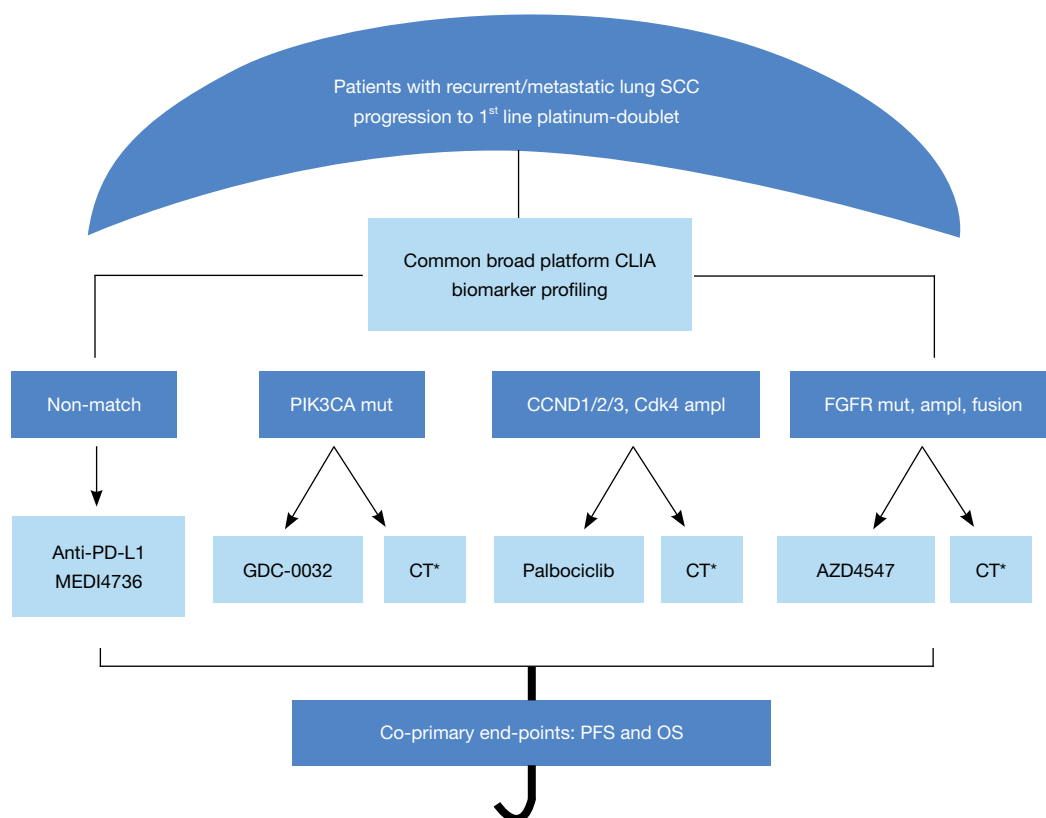 Patients with recurrent/metastatic lung SCC
progression to 1st line platinum-doublet
Common broad platform CLIA
biomarker profiling
Non-match
PIK3CA mut
CCND1/2/3, Cdk4 ampl
FGFR mut, ampl, fusion
Anti-PD-L1
MEDI4736
GDC-0032
CT*
Palbociclib
CT*
AZD4547
CT*
Co-primary end-points: PFS and OS